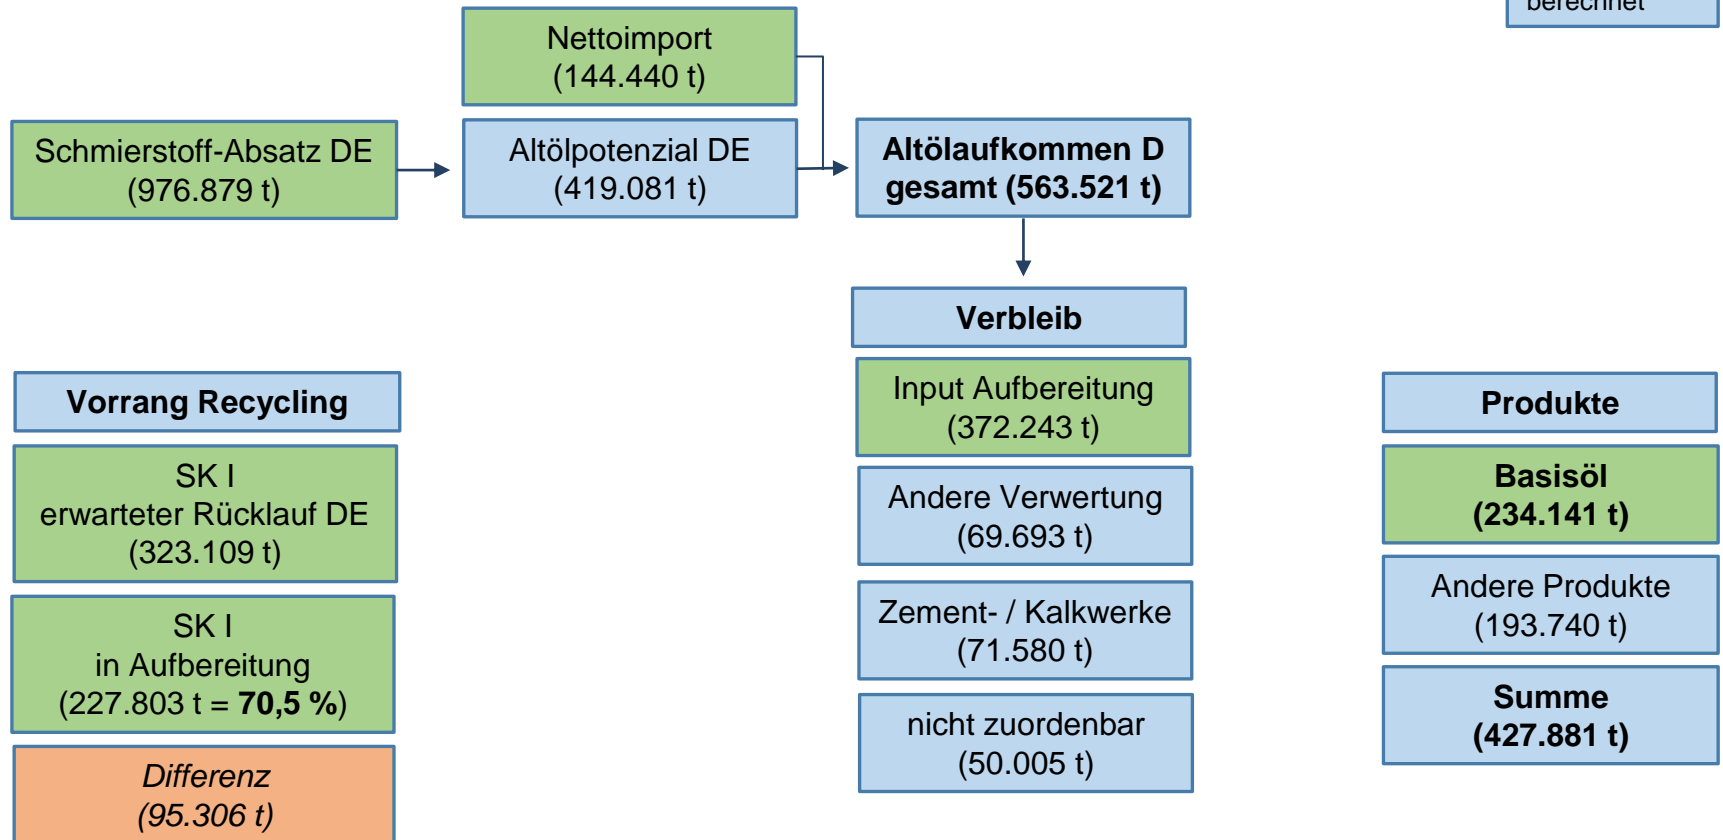 berechnet
Nettoimport
(144.440 t)
Schmierstoff-Absatz DE
(976.879 t)
Altölpotenzial DE
(419.081 t)
Altölaufkommen D
gesamt (563.521 t)
Verbleib
Input Aufbereitung
(372.243 t)
Andere Verwertung
(69.693 t)
Zement- / Kalkwerke
(71.580 t)
nicht zuordenbar
(50.005 t)
Vorrang Recycling
SK I
erwarteter Rücklauf DE
(323.109 t)
SK I
in Aufbereitung
(227.803 t = 70,5 %)
Differenz
(95.306 t)
Produkte
Basisöl
(234.141 t)
Andere Produkte
(193.740 t)
Summe
(427.881 t)